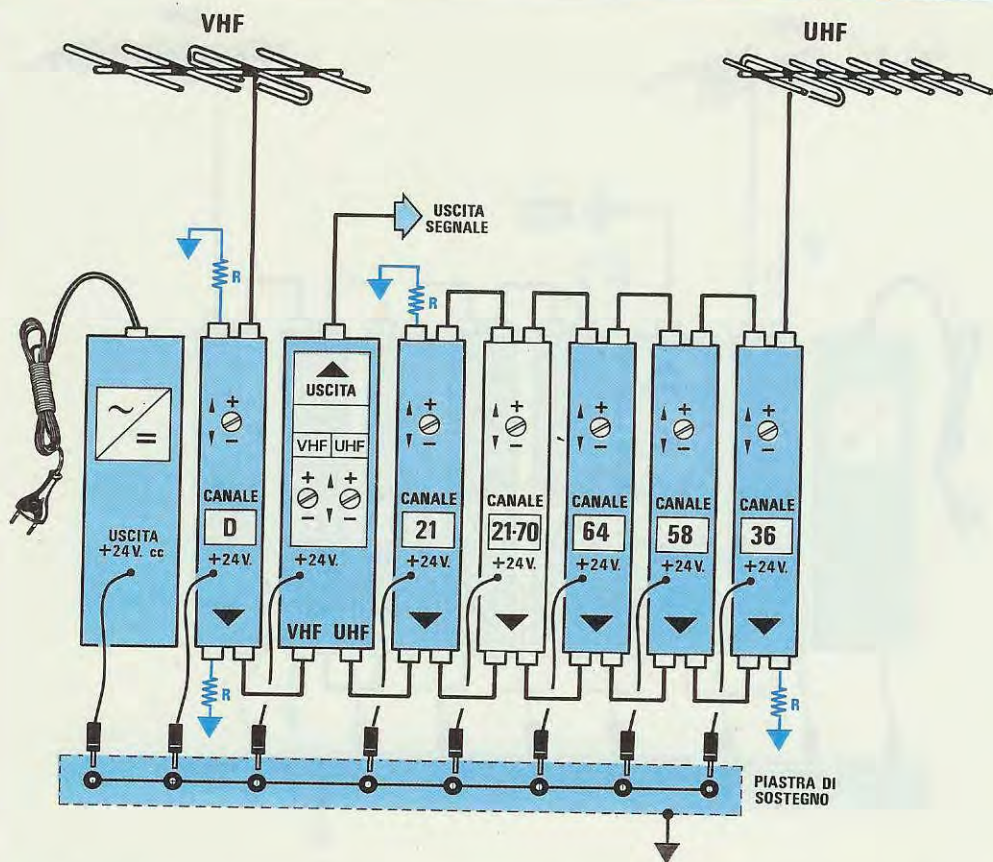 VHF
UHF
USCITA
SEGNALE
R
R
USCITA
VHF UHF
+ + + + + + + +
- - - - - - - -
~
=
CANALE
D
CANALE
21
CANALE
21-70
CANALE
64
CANALE
58
CANALE
36
USCITA
+24V. cc
+24V.
+24V.
+24V.
+24V.
+24V.
+24V.
+24V.
VHF UHF
R
R
PIASTRA DI
SOSTEGNO